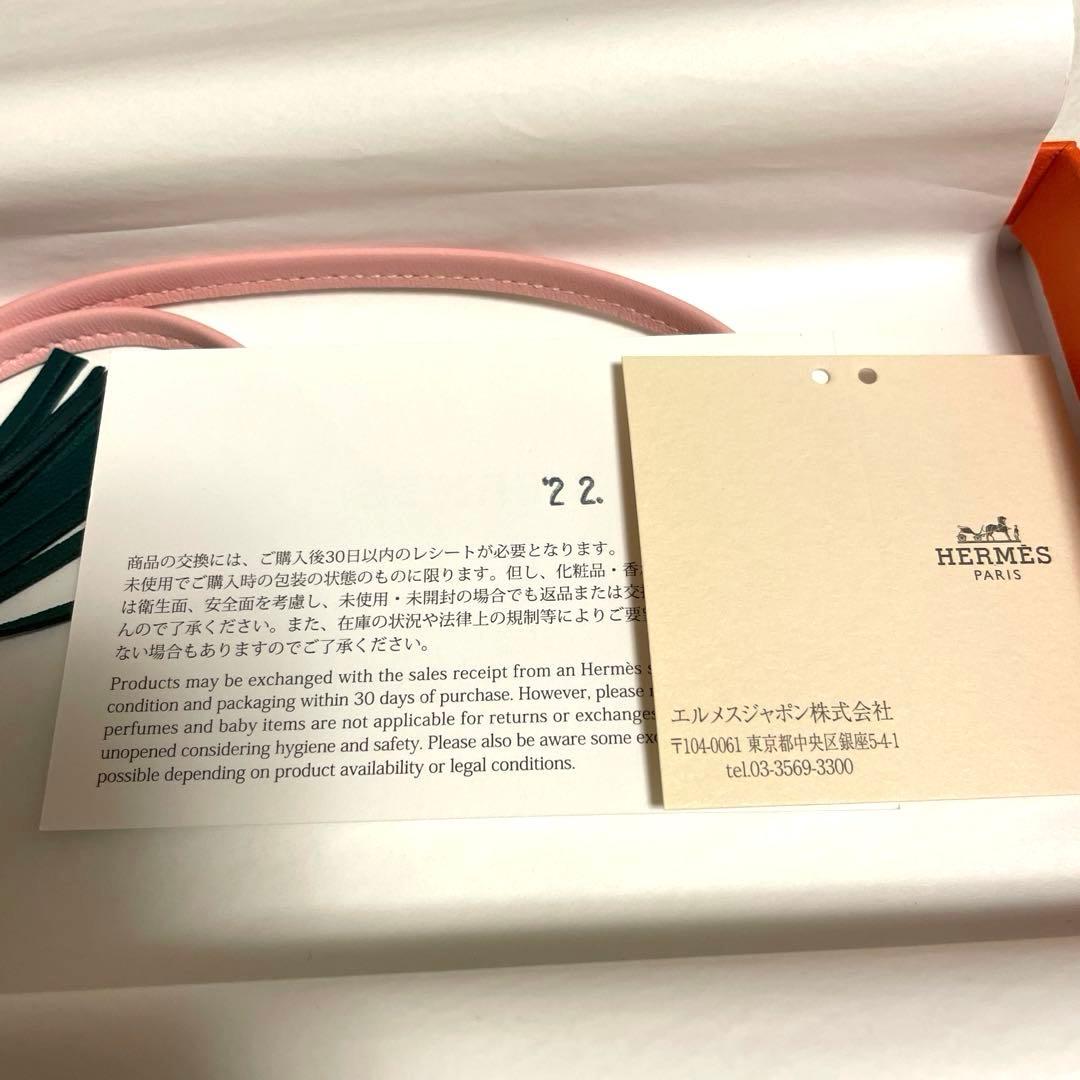 '22.
商品の交換には、ご購入後30日以内のレシートが必要となります。
未使用でご購入時の包装の状態のものに限ります。但し、化粧品・香
は衛生面、安全面を考慮し、未使用・未開封の場合でも返品または交
んので了承ください。また、在庫の状況や法律上の規制等によりご要
ない場合もありますのでご了承ください。
Products may be exchanged with the sales receipt from an Hermès
condition and packaging within 30 days of purchase. However, please
perfumes and baby items are not applicable for returns or exchanges
unopened considering hygiene and safety. Please also be aware some
possible depending on product availability or legal conditions.
HERMÈS
PARIS
エルメスジャポン株式会社
〒104-0061 東京都中央区銀座5-4-1
tel.03-3569-3300